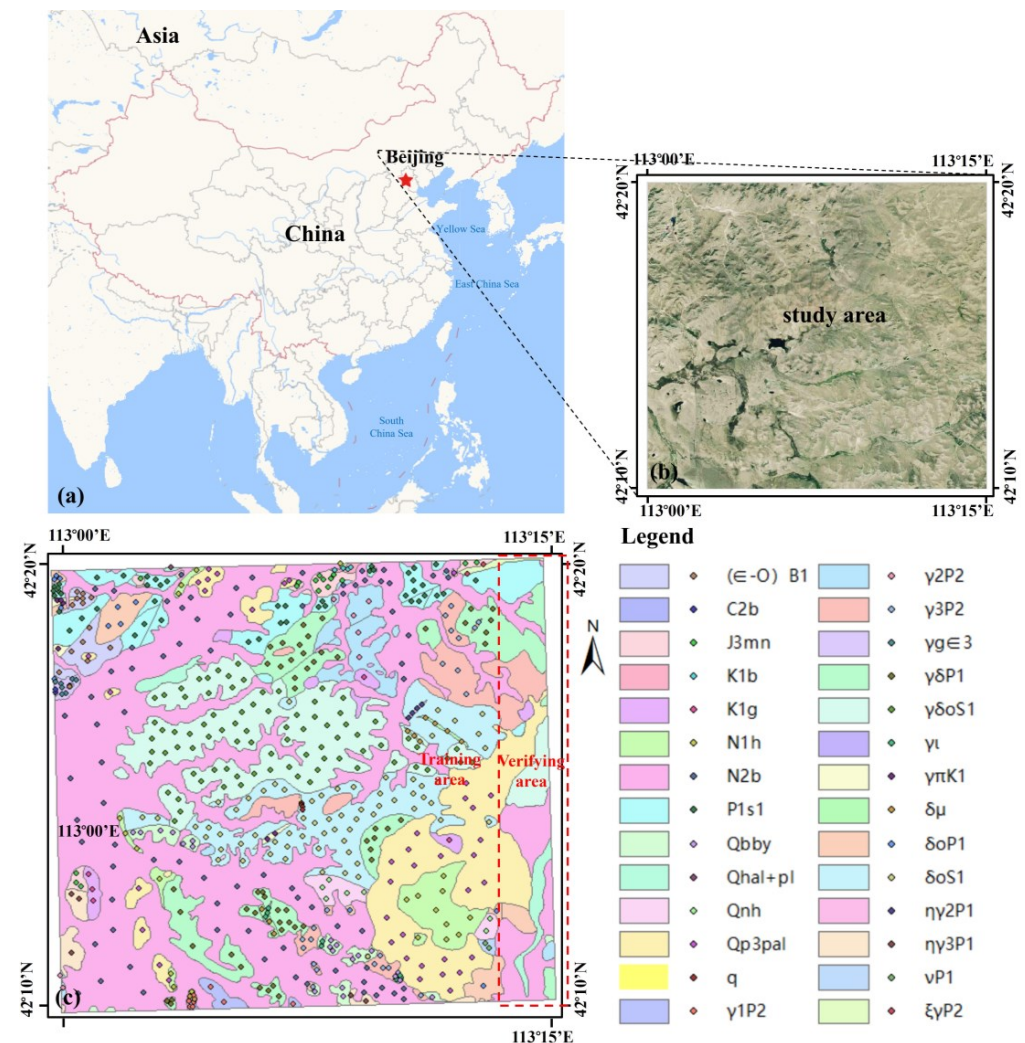 Asia
Beijing
China
Yellow Sea
East China Sea
South
China Sea
(a)
113°00'E
113°15'E
42°20'N
42°20'N
study area
(b)
42°10'N
42°10'N
113°00'E
113°15'E
113°00'E
113°15'E
42°20'N
42°20'N
Training
area
Verifying
area
113°00'E
(c)
42°10'N
42°10'N
113°15'E
N
Legend
(∈-O) B1
C2b
J3mn
K1b
K1g
N1h
N2b
P1s1
Qbby
Qhal+pl
Qnh
Qp3pal
q
γ1P2
γ2P2
γ3P2
γg∈3
γδP1
γδoS1
γι
γπK1
δμ
δoP1
δoS1
ηγ2P1
ηγ3P1
νP1
ξγP2